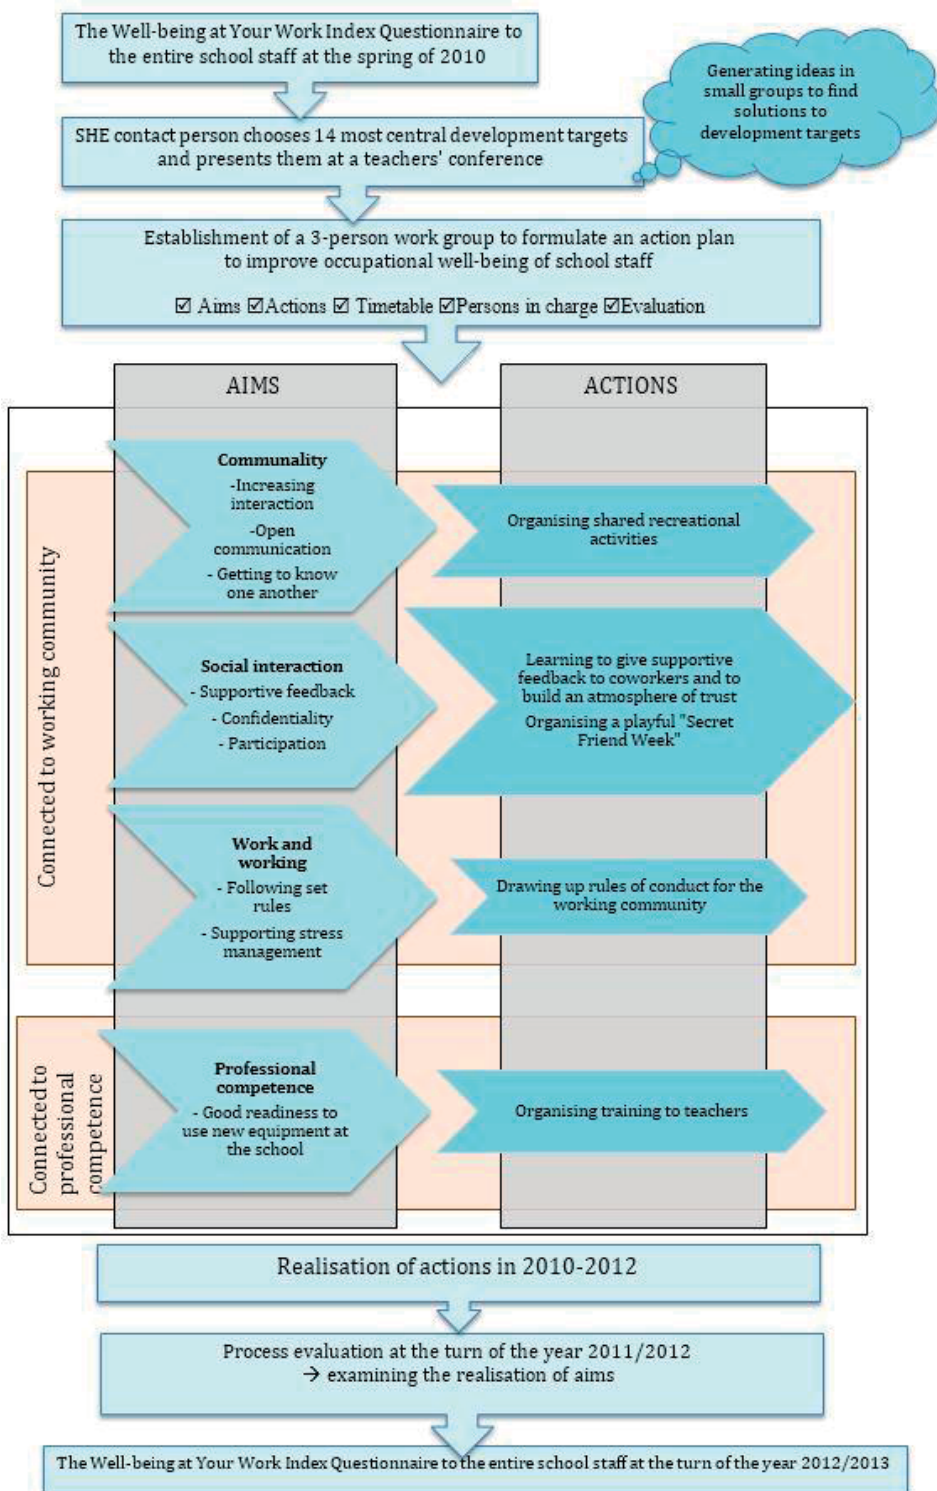 The Well-being at Your Work Index Questionnaire to
the entire school staff at the spring of 2010
Generating ideas in
small groups to find
solutions to
development targets
SHE contact person chooses 14 most central development targets
and presents them at a teachers' conference
Establishment of a 3-person work group to formulate an action plan
to improve occupational well-being of school staff
☑ Aims ☑Actions ☑ Timetable ☑Persons in charge ☑Evaluation
AIMS
ACTIONS
Connected to working community
Communality
-Increasing
interaction
-Open
communication
- Getting to know
one another
Organising shared recreational
activities
Social interaction
- Supportive feedback
- Confidentiality
- Participation
Learning to give supportive
feedback to coworkers and to
build an atmosphere of trust
Organising a playful "Secret
Friend Week"
Work and
working
- Following set
rules
- Supporting stress
management
Drawing up rules of conduct for the
working community
Connected to
professional
competence
Professional
competence
- Good readiness to
use new equipment at
the school
Organising training to teachers
Realisation of actions in 2010-2012
Process evaluation at the turn of the year 2011/2012
→ examining the realisation of aims
The Well-being at Your Work Index Questionnaire to the entire school staff at the turn of the year 2012/2013